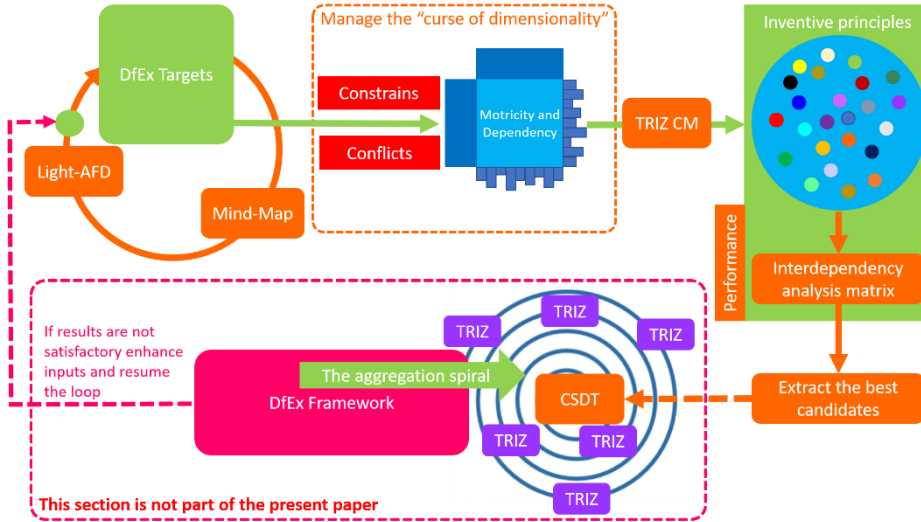 Manage the “curse of dimensionality”
Inventive principles
DfEx Targets
Constrains
Conflicts
Motricity and
Dependency
TRIZ CM
Light-AFD
Mind-Map
Performance
Interdependency
analysis matrix
Extract the best
candidates
If results are not
satisfactory enhance
inputs and resume
the loop
The aggregation spiral
DfEx Framework
CSDT
TRIZ
TRIZ
TRIZ
TRIZ
TRIZ
TRIZ
This section is not part of the present paper